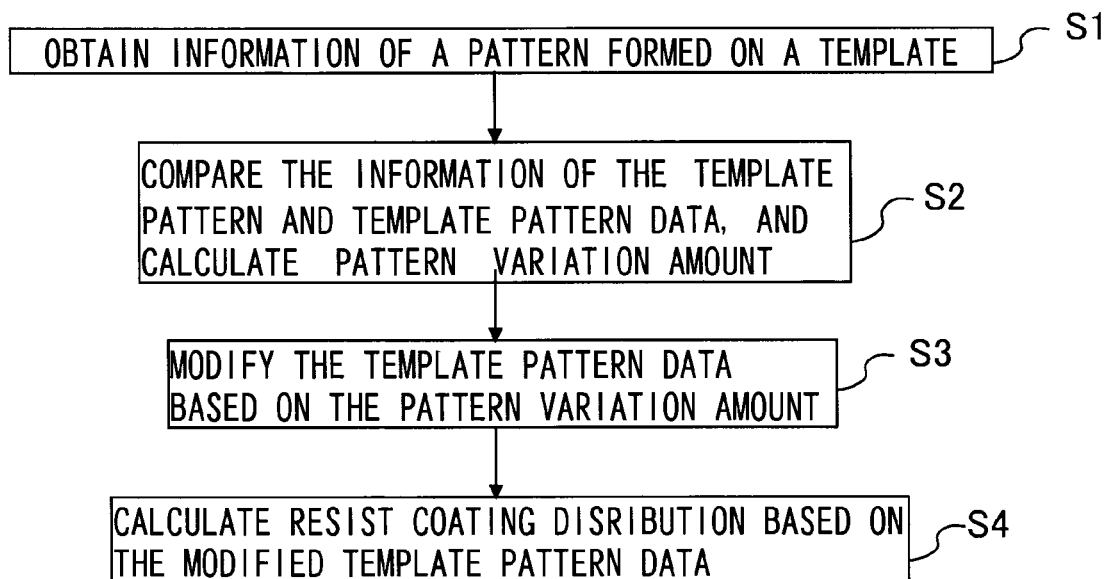 OBTAIN INFORMATION OF A PATTERN FORMED ON A TEMPLATE
S1
COMPARE THE INFORMATION OF THE TEMPLATE
PATTERN AND TEMPLATE PATTERN DATA, AND
CALCULATE PATTERN VARIATION AMOUNT
S2
MODIFY THE TEMPLATE PATTERN DATA
BASED ON THE PATTERN VARIATION AMOUNT
S3
CALCULATE RESIST COATING DISRIBUTION BASED ON
THE MODIFIED TEMPLATE PATTERN DATA
S4